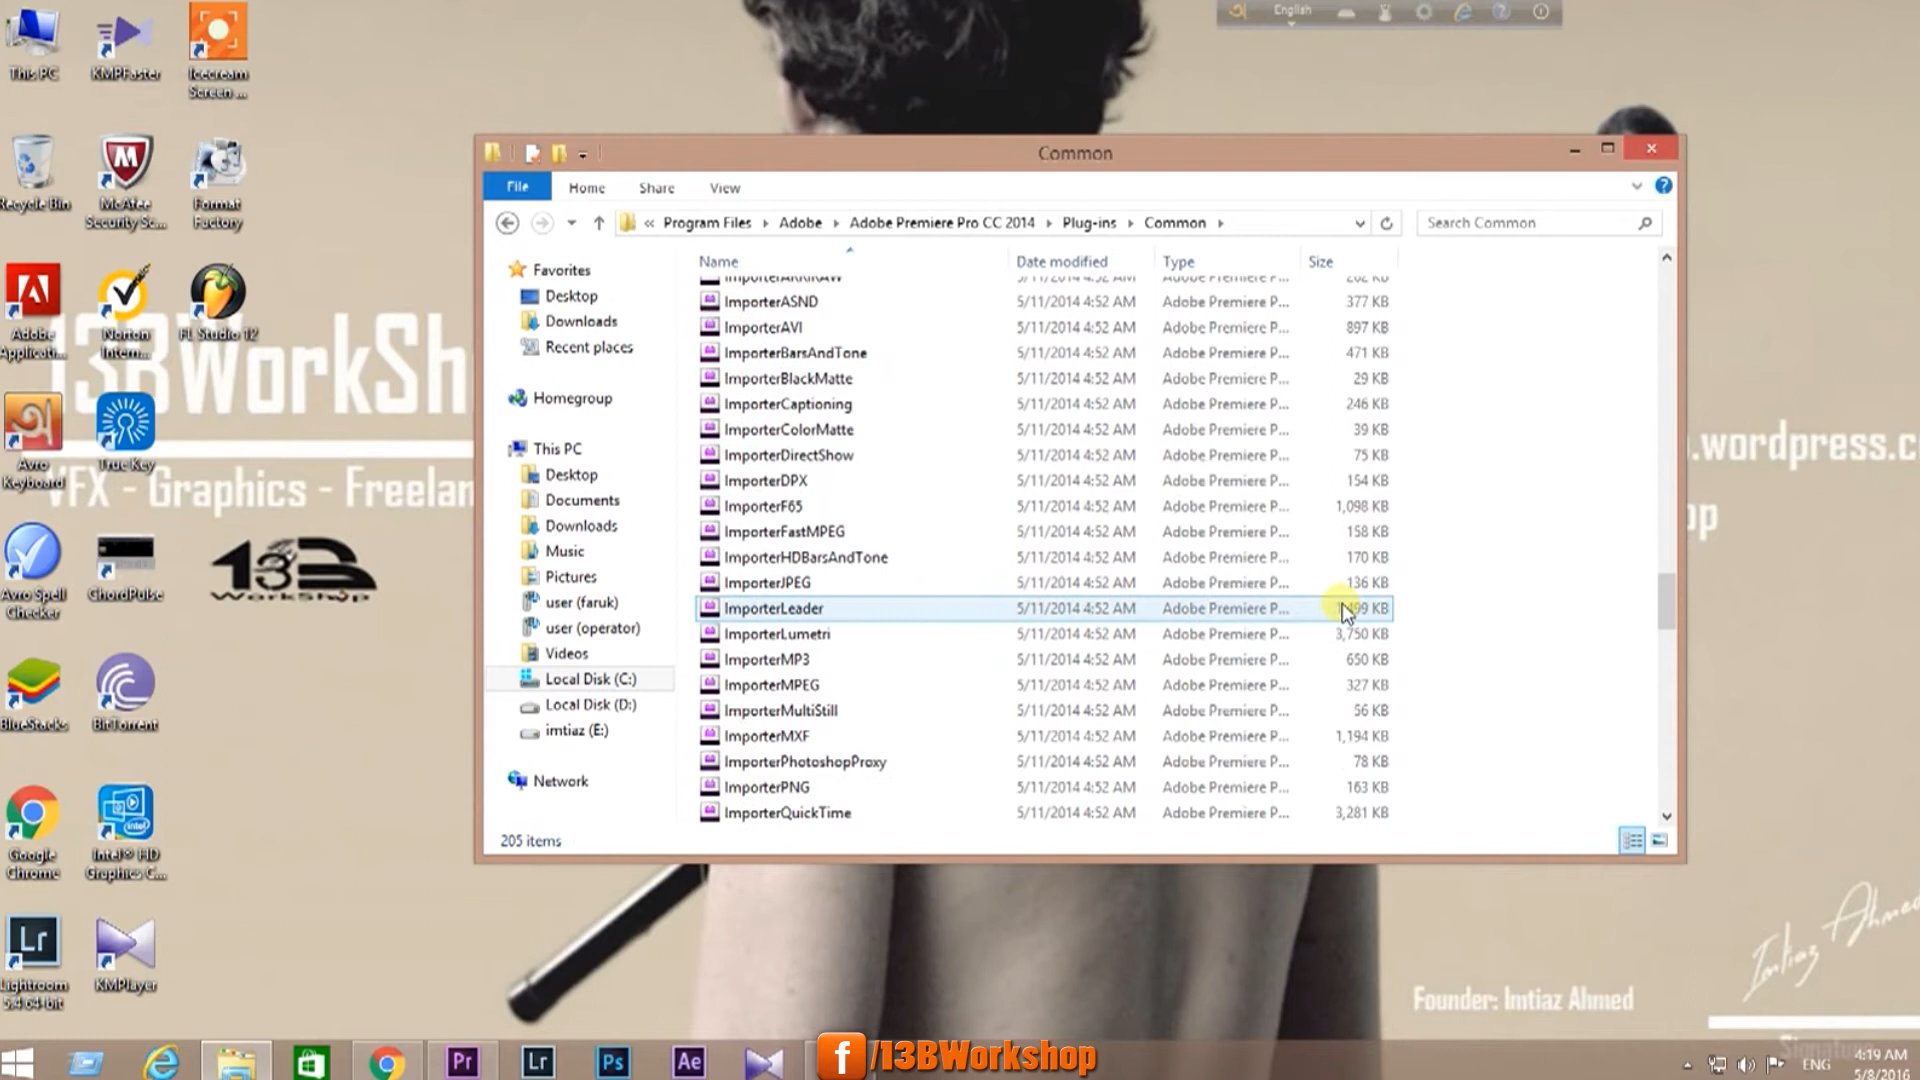 English
This PC
KMPFaster
Icecream
Screen ...
Recycle Bin
McAfee
Security Sc...
Format
Factory
Adobe
Applicati...
Norton
Intern...
FL Studio 12
Avro
Keyboard
True Key
Avro Spell
Checker
ChordPulse
BlueStacks
BitTorrent
Google
Chrome
Intel® HD
Graphics C...
Lightroom
5.4 64-bit
KMPlayer
13BWorkSh
VFX - Graphics - Freelan
13B
WorkShop
.wordpress.c
op
Common
File
Home
Share
View
« Program Files
Adobe
Adobe Premiere Pro CC 2014
Plug-ins
Common
Search Common
Favorites
Desktop
Downloads
Recent places
Homegroup
This PC
Desktop
Documents
Downloads
Music
Pictures
user (faruk)
user (operator)
Videos
Local Disk (C:)
Local Disk (D:)
imtiaz (E:)
Network
Name Date modified Type Size
ImporterASND 5/11/2014 4:52 AM Adobe Premiere P... 377 KB
ImporterAVI 5/11/2014 4:52 AM Adobe Premiere P... 897 KB
ImporterBarsAndTone 5/11/2014 4:52 AM Adobe Premiere P... 471 KB
ImporterBlackMatte 5/11/2014 4:52 AM Adobe Premiere P... 29 KB
ImporterCaptioning 5/11/2014 4:52 AM Adobe Premiere P... 246 KB
ImporterColorMatte 5/11/2014 4:52 AM Adobe Premiere P... 39 KB
ImporterDirectShow 5/11/2014 4:52 AM Adobe Premiere P... 75 KB
ImporterDPX 5/11/2014 4:52 AM Adobe Premiere P... 154 KB
ImporterF65 5/11/2014 4:52 AM Adobe Premiere P... 1,098 KB
ImporterFastMPEG 5/11/2014 4:52 AM Adobe Premiere P... 158 KB
ImporterHDBarsAndTone 5/11/2014 4:52 AM Adobe Premiere P... 170 KB
ImporterJPEG 5/11/2014 4:52 AM Adobe Premiere P... 136 KB
ImporterLeader 5/11/2014 4:52 AM Adobe Premiere P... KB
ImporterLumetri 5/11/2014 4:52 AM Adobe Premiere P... 3,750 KB
ImporterMP3 5/11/2014 4:52 AM Adobe Premiere P... 650 KB
ImporterMPEG 5/11/2014 4:52 AM Adobe Premiere P... 327 KB
ImporterMultiStill 5/11/2014 4:52 AM Adobe Premiere P... 56 KB
ImporterMXF 5/11/2014 4:52 AM Adobe Premiere P... 1,194 KB
ImporterPhotoshopProxy 5/11/2014 4:52 AM Adobe Premiere P... 78 KB
ImporterPNG 5/11/2014 4:52 AM Adobe Premiere P... 163 KB
ImporterQuickTime 5/11/2014 4:52 AM Adobe Premiere P... 3,281 KB
205 items
Imtiaz Ahmed
Founder: Imtiaz Ahmed
Signature
Pr
Lr
Ps
Ae
f /13BWorkshop
ENG
4:19 AM
5/8/2016